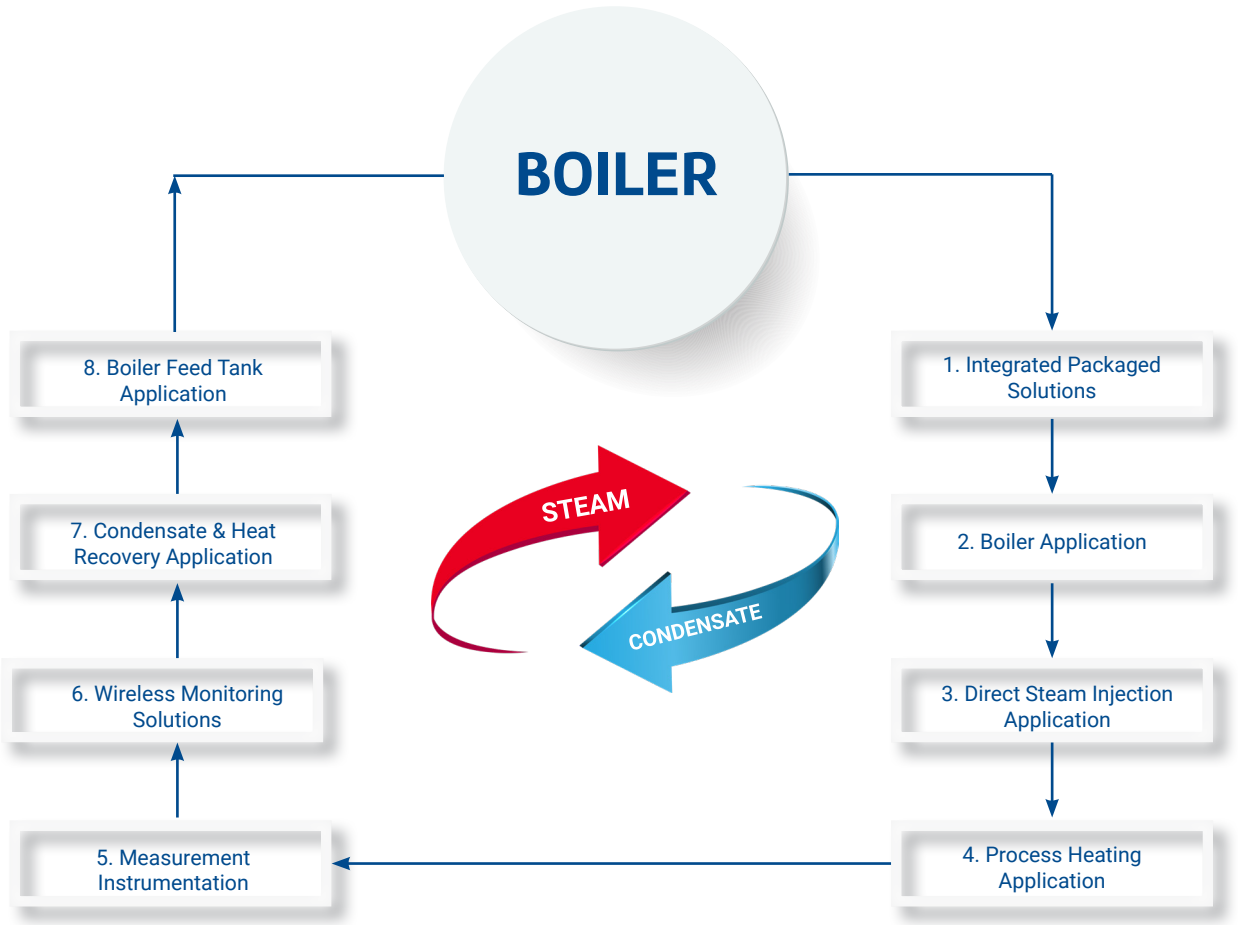 BOILER
1. Integrated Packaged
Solutions
2. Boiler Application
3. Direct Steam Injection
Application
4. Process Heating
Application
5. Measurement
Instrumentation
6. Wireless Monitoring
Solutions
7. Condensate & Heat
Recovery Application
8. Boiler Feed Tank
Application
STEAM
CONDENSATE